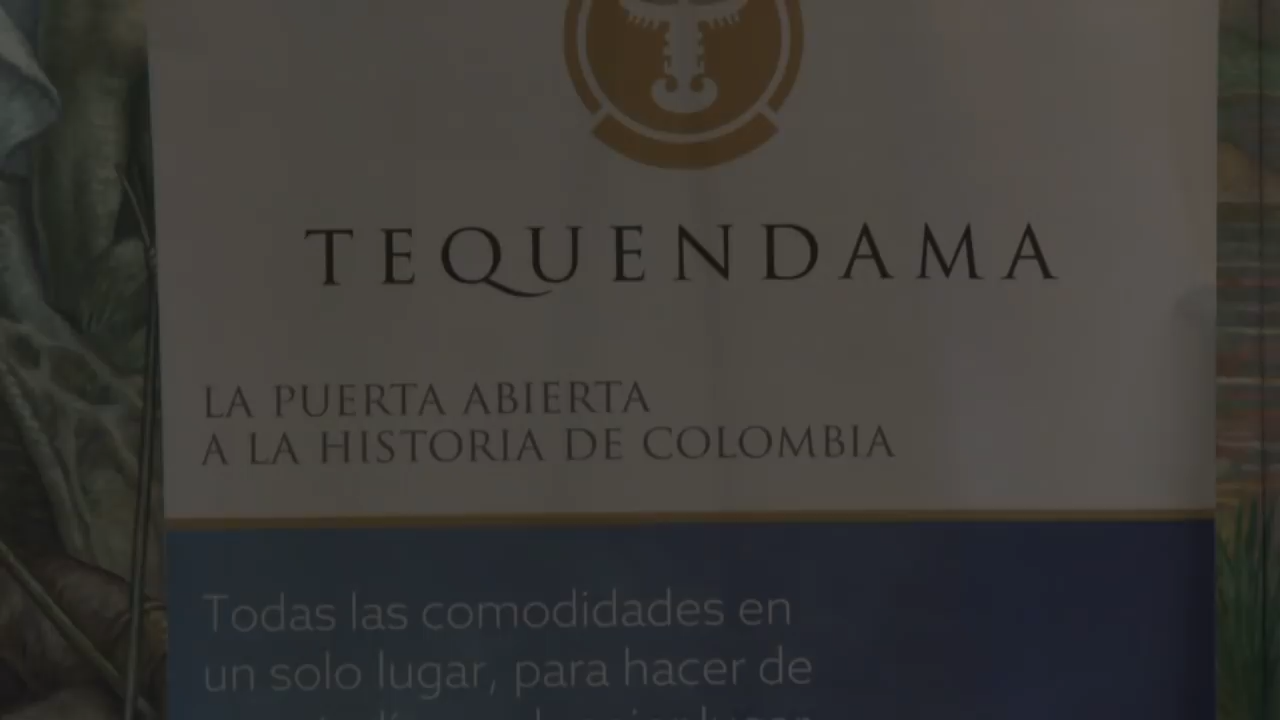 TEQUENDAMA
LA PUERTA ABIERTA
A LA HISTORIA DE COLOMBIA
Todas las comodidades en
un solo lugar, para hacer de